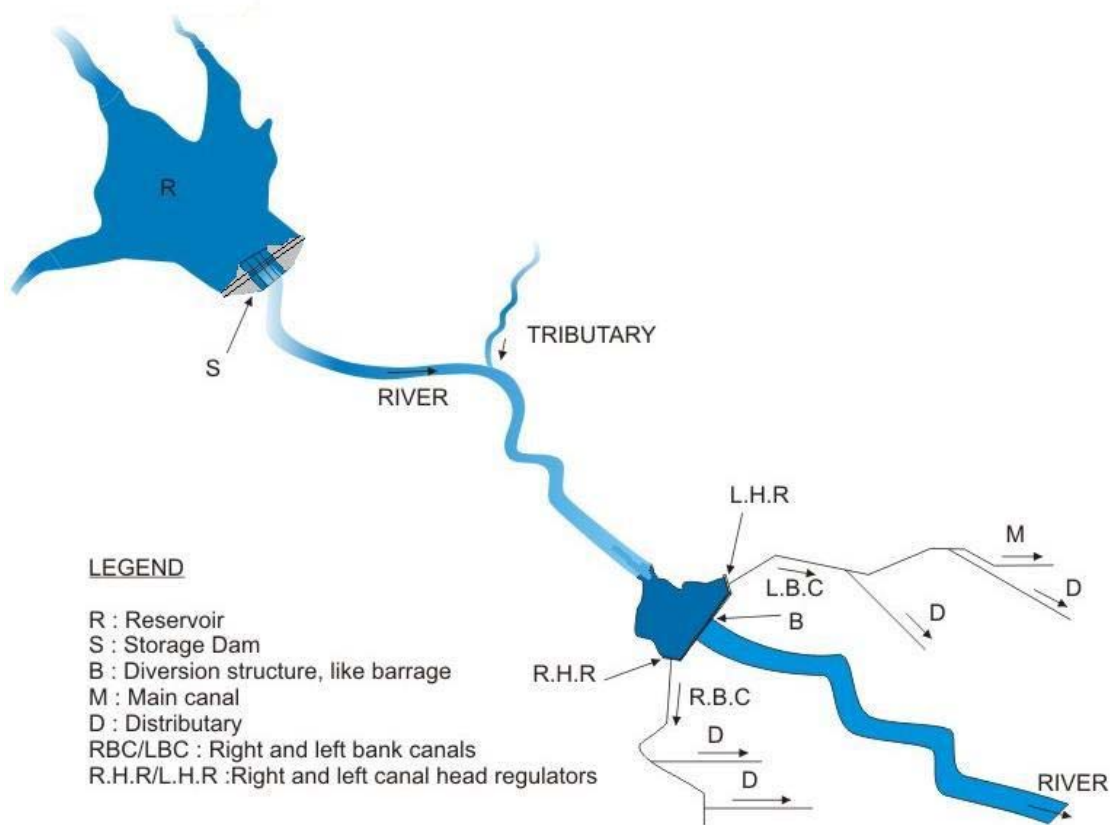 R
S
TRIBUTARY
RIVER
L.H.R
M
L.B.C
D
D
B
R.H.R
R.B.C
D
D
RIVER
LEGEND
R : Reservoir
S : Storage Dam
B : Diversion structure, like barrage
M : Main canal
D : Distributary
RBC/LBC : Right and left bank canals
R.H.R/L.H.R :Right and left canal head regulators